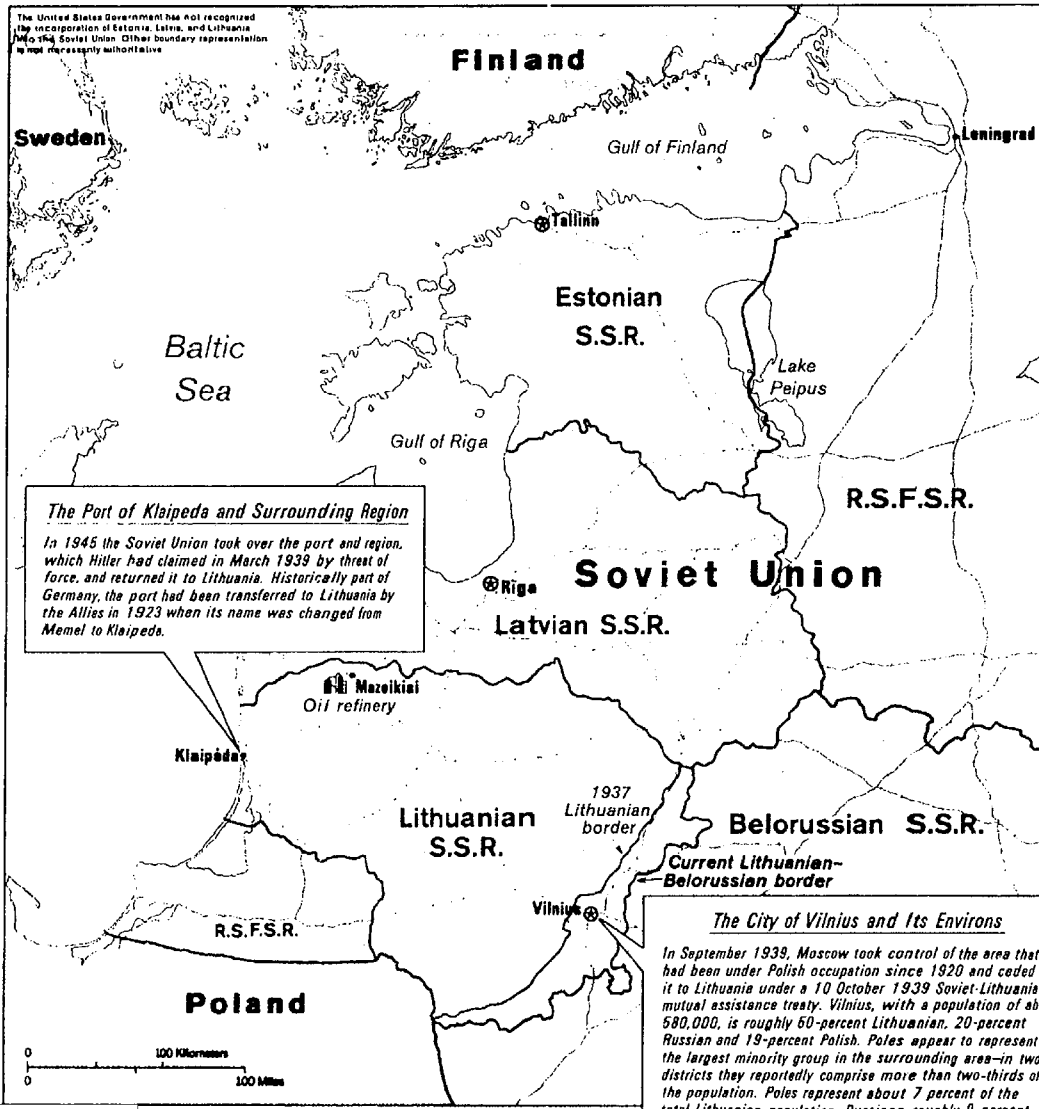 The United States Government has not recognized
the incorporation of Estonia, Latvia, and Lithuania
into the Soviet Union. Other boundary representation
is not necessarily authoritative
Finland
Sweden
Leningrad
Gulf of Finland
Tallinn
Estonian
S.S.R.
Baltic
Sea
Lake
Peipus
Gulf of Riga
R.S.F.S.R.
The Port of Klaipeda and Surrounding Region
In 1945 the Soviet Union took over the port and region,
which Hitler had claimed in March 1939 by threat of
force, and returned it to Lithuania. Historically part of
Germany, the port had been transferred to Lithuania by
the Allies in 1923 when its name was changed from
Memel to Klaipeda.
Soviet Union
Riga
Latvian S.S.R.
Mazeikiai
Oil refinery
Klaipéda
1937
Lithuanian
border
Lithuanian
S.S.R.
Belorussian S.S.R.
Current Lithuanian-
Belorussian border
Vilnius
R.S.F.S.R.
Poland
0 100 Kilometers
0 100 Miles
The City of Vilnius and Its Environs
In September 1939, Moscow took control of the area that
had been under Polish occupation since 1920 and ceded
it to Lithuania under a 10 October 1939 Soviet-Lithuania
mutual assistance treaty. Vilnius, with a population of ab
580,000, is roughly 50-percent Lithuanian, 20-percent
Russian and 19-percent Polish. Poles appear to represent
the largest minority group in the surrounding area—in two
districts they reportedly comprise more than two-thirds of
the population. Poles represent about 7 percent of the